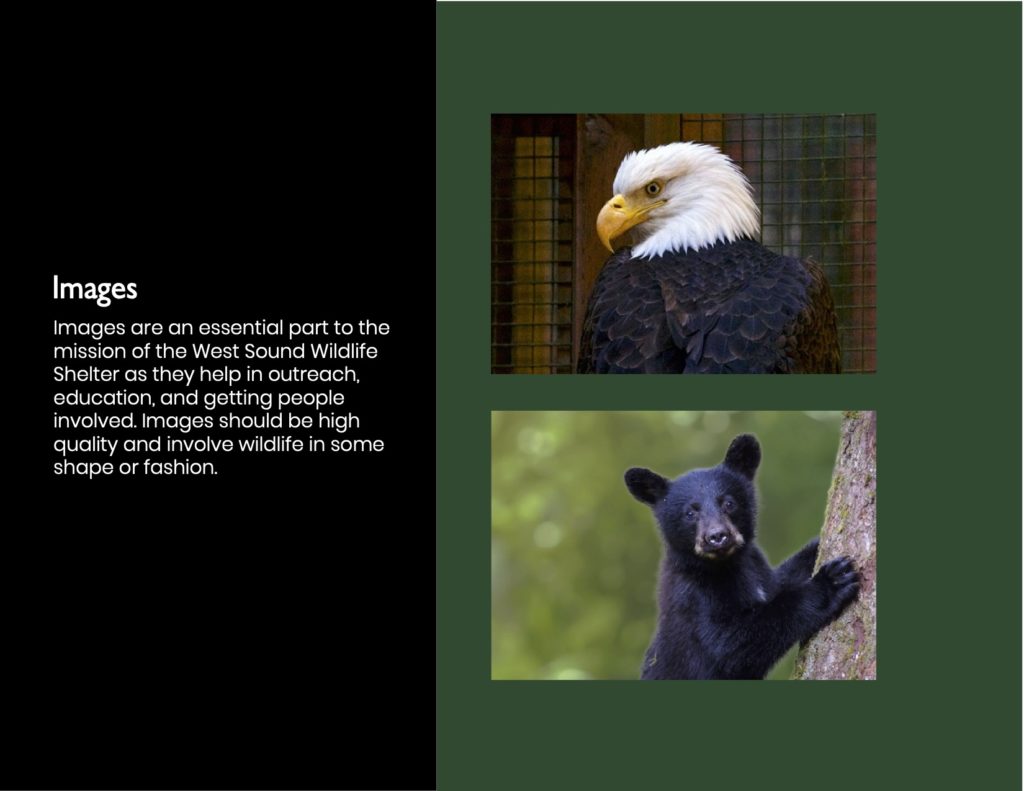 Images
Images are an essential part to the
mission of the West Sound Wildlife
Shelter as they help in outreach,
education, and getting people
involved. Images should be high
quality and involve wildlife in some
shape or fashion.